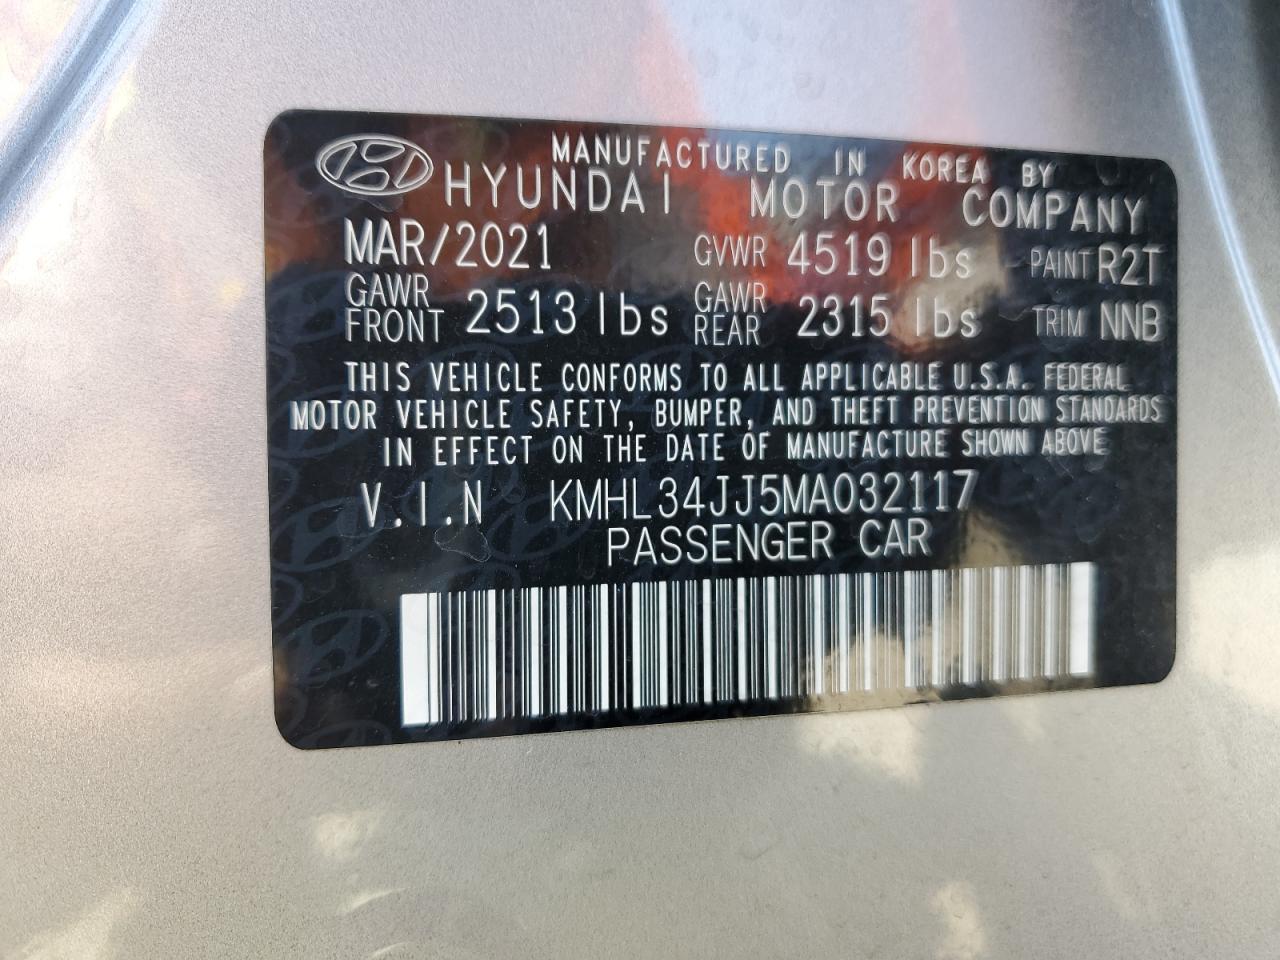 MANUFACTURED IN KOREA BY
HYUNDAI MOTOR COMPANY
MAR/2021 GVWR 4519 lbs PAINT R2T
GAWR FRONT 2513 lbs GAWR REAR 2315 lbs TRIM NNB
THIS VEHICLE CONFORMS TO ALL APPLICABLE U.S.A. FEDERAL
MOTOR VEHICLE SAFETY, BUMPER, AND THEFT PREVENTION STANDARDS
IN EFFECT ON THE DATE OF MANUFACTURE SHOWN ABOVE
V.I.N KMHL34JJ5MA032117
PASSENGER CAR